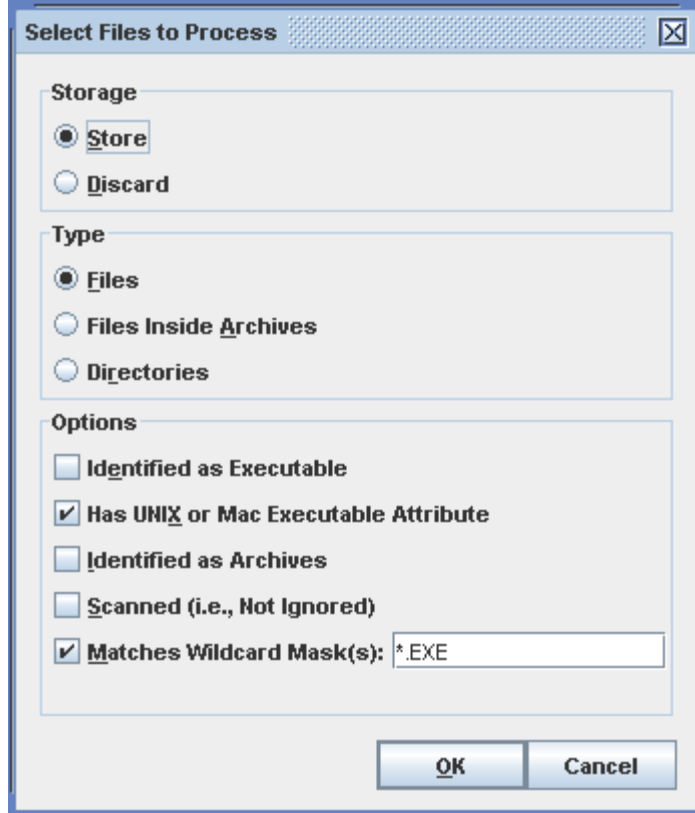 Select Files to Process
Storage
Store
Discard
Type
Files
Files Inside Archives
Directories
Options
Identified as Executable
Has UNIX or Mac Executable Attribute
Identified as Archives
Scanned (i.e., Not Ignored)
Matches Wildcard Mask(s): *.EXE
OK Cancel